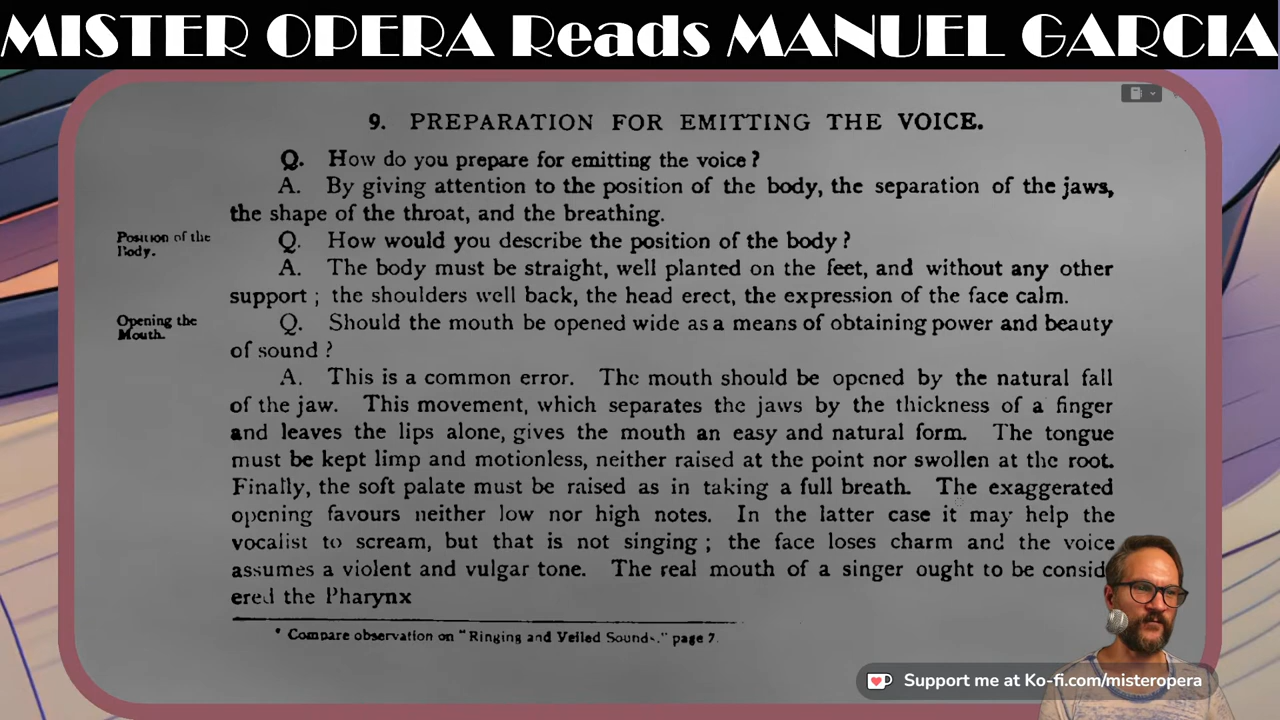 MISTER OPERA Reads MANUEL GARCIA
9. PREPARATION FOR EMITTING THE VOICE.
Q. How do you prepare for emitting the voice ?
A. By giving attention to the position of the body, the separation of the jaws,
the shape of the throat, and the breathing.
Position of the
Body.
Q. How would you describe the position of the body ?
A. The body must be straight, well planted on the feet, and without any other
support ; the shoulders well back, the head erect, the expression of the face calm.
Opening the
Mouth.
Q. Should the mouth be opened wide as a means of obtaining power and beauty
of sound ?
A. This is a common error. The mouth should be opened by the natural fall
of the jaw. This movement, which separates the jaws by the thickness of a finger
and leaves the lips alone, gives the mouth an easy and natural form. The tongue
must be kept limp and motionless, neither raised at the point nor swollen at the root.
Finally, the soft palate must be raised as in taking a full breath. The exaggerated
opening favours neither low nor high notes. In the latter case it may help the
vocalist to scream, but that is not singing ; the face loses charm and the voice
assumes a violent and vulgar tone. The real mouth of a singer ought to be consid
ered the Pharynx
* Compare observation on "Ringing and Veiled Sounds." page 7.
Support me at Ko-fi.com/misteropera